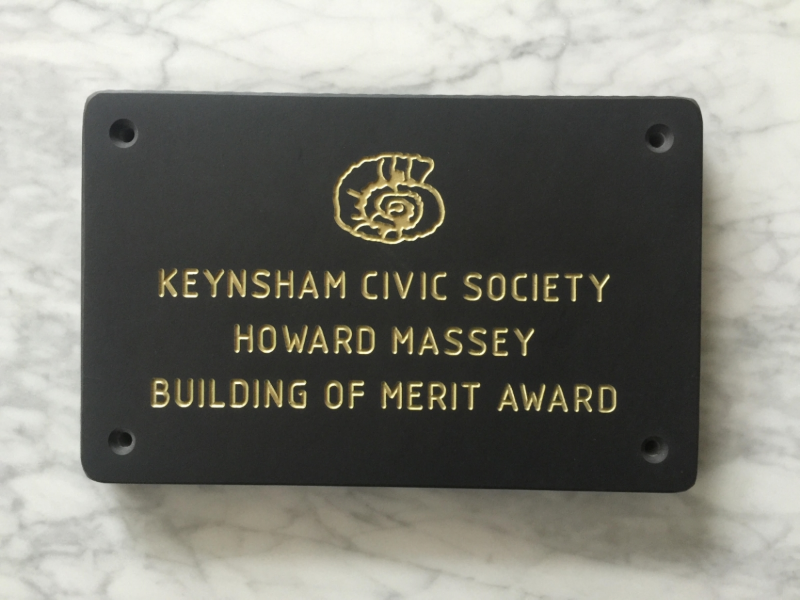 KEYNSHAM CIVIC SOCIETY
HOWARD MASSEY
BUILDING OF MERIT AWARD